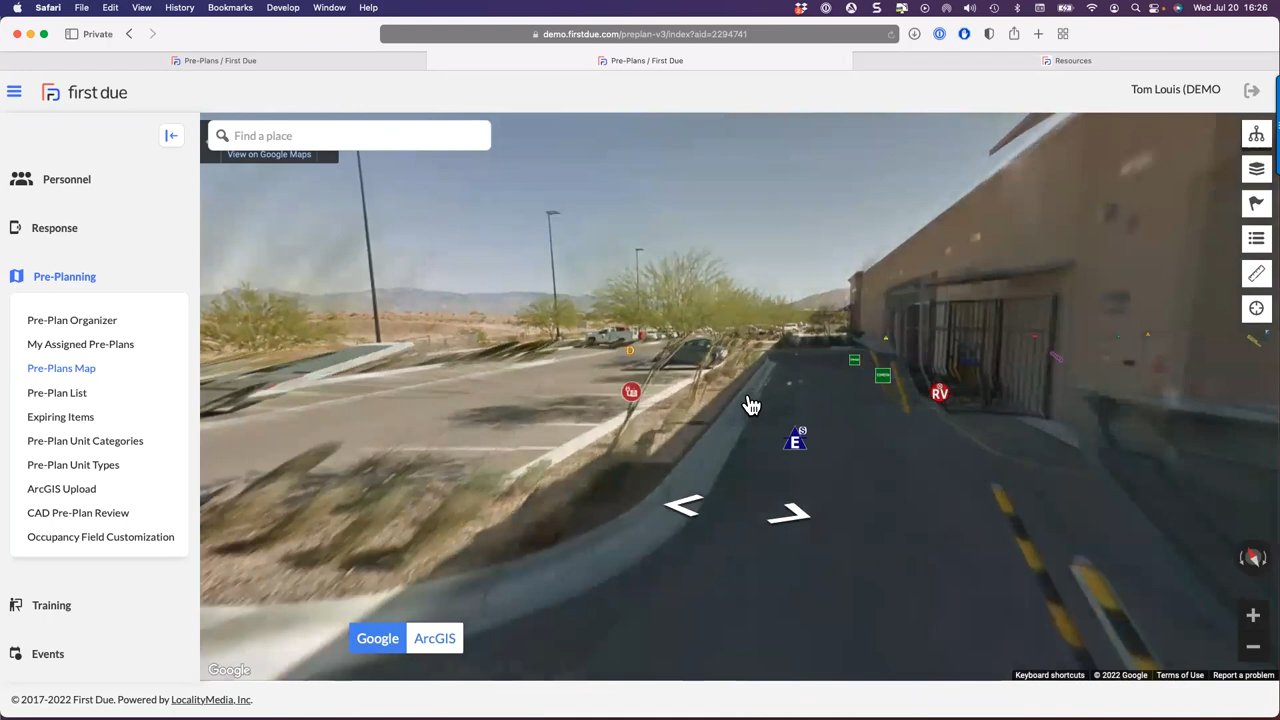 Safari File Edit View History Bookmarks Develop Window Help
Wed Jul 20 16:26
Private
demo.firstdue.com/preplan-v3/index?aid=2294741
Pre-Plans / First Due
Pre-Plans / First Due
Resources
first due
Tom Louis (DEMO
Find a place
View on Google Maps
Personnel
Response
Pre-Planning
Pre-Plan Organizer
My Assigned Pre-Plans
Pre-Plans Map
Pre-Plan List
Expiring Items
Pre-Plan Unit Categories
Pre-Plan Unit Types
ArcGIS Upload
CAD Pre-Plan Review
Occupancy Field Customization
Training
Events
D
RV
S
E
Google ArcGIS
Google
Keyboard shortcuts © 2022 Google Terms of Use Report a problem
© 2017-2022 First Due. Powered by LocalityMedia, Inc.